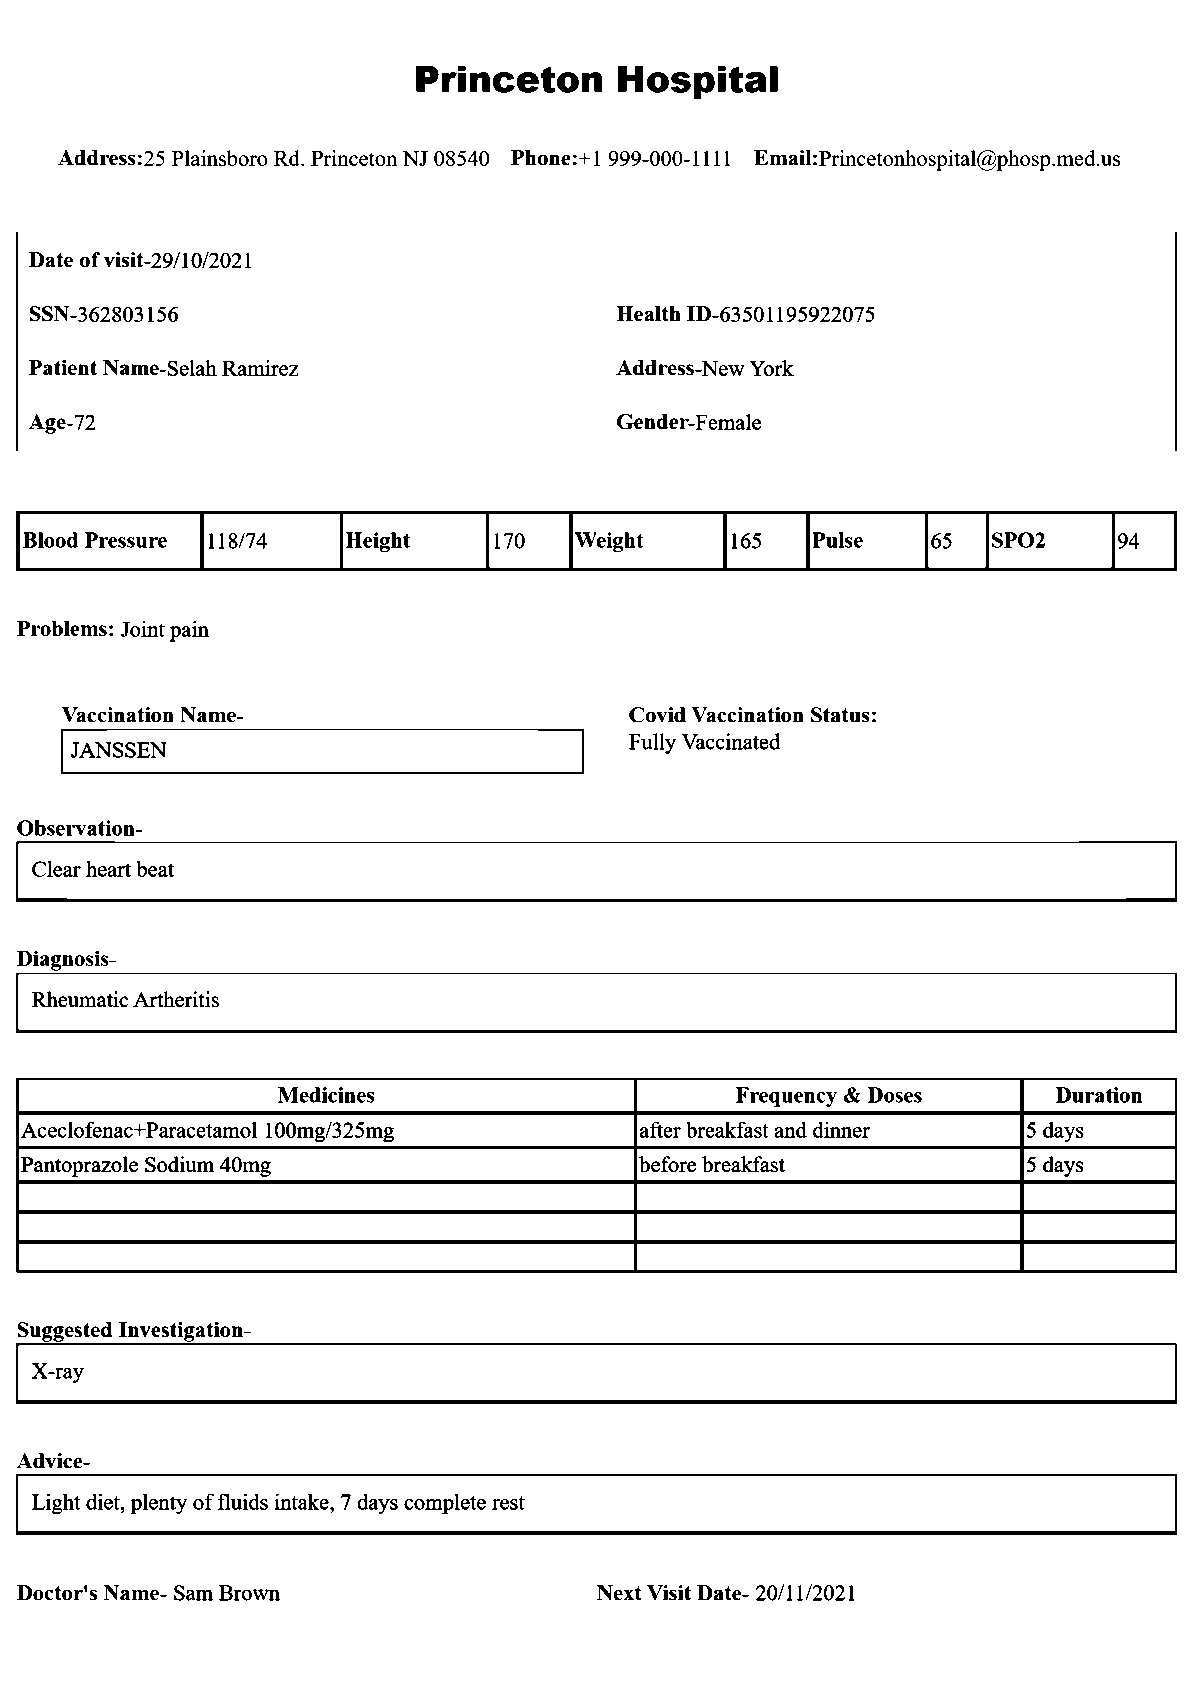 Princeton Hospital
Address:25 Plainsboro Rd. Princeton NJ 08540 Phone:+1 999-000-1111 Email:Princetonhospital@phosp.med.us
Date of visit-29/10/2021
SSN-362803156 Health ID-63501195922075
Patient Name-Selah Ramirez Address-New York
Age-72 Gender-Female
Blood Pressure 118/74 Height 170 Weight 165 Pulse 65 SPO2 94
Problems: Joint pain
Vaccination Name- Covid Vaccination Status:
JANSSEN Fully Vaccinated
Observation-
Clear heart beat
Diagnosis-
Rheumatic Artheritis
Medicines Frequency & Doses Duration
Aceclofenac+Paracetamol 100mg/325mg after breakfast and dinner 5 days
Pantoprazole Sodium 40mg before breakfast 5 days
Suggested Investigation-
X-ray
Advice-
Light diet, plenty of fluids intake, 7 days complete rest
Doctor's Name- Sam Brown Next Visit Date- 20/11/2021